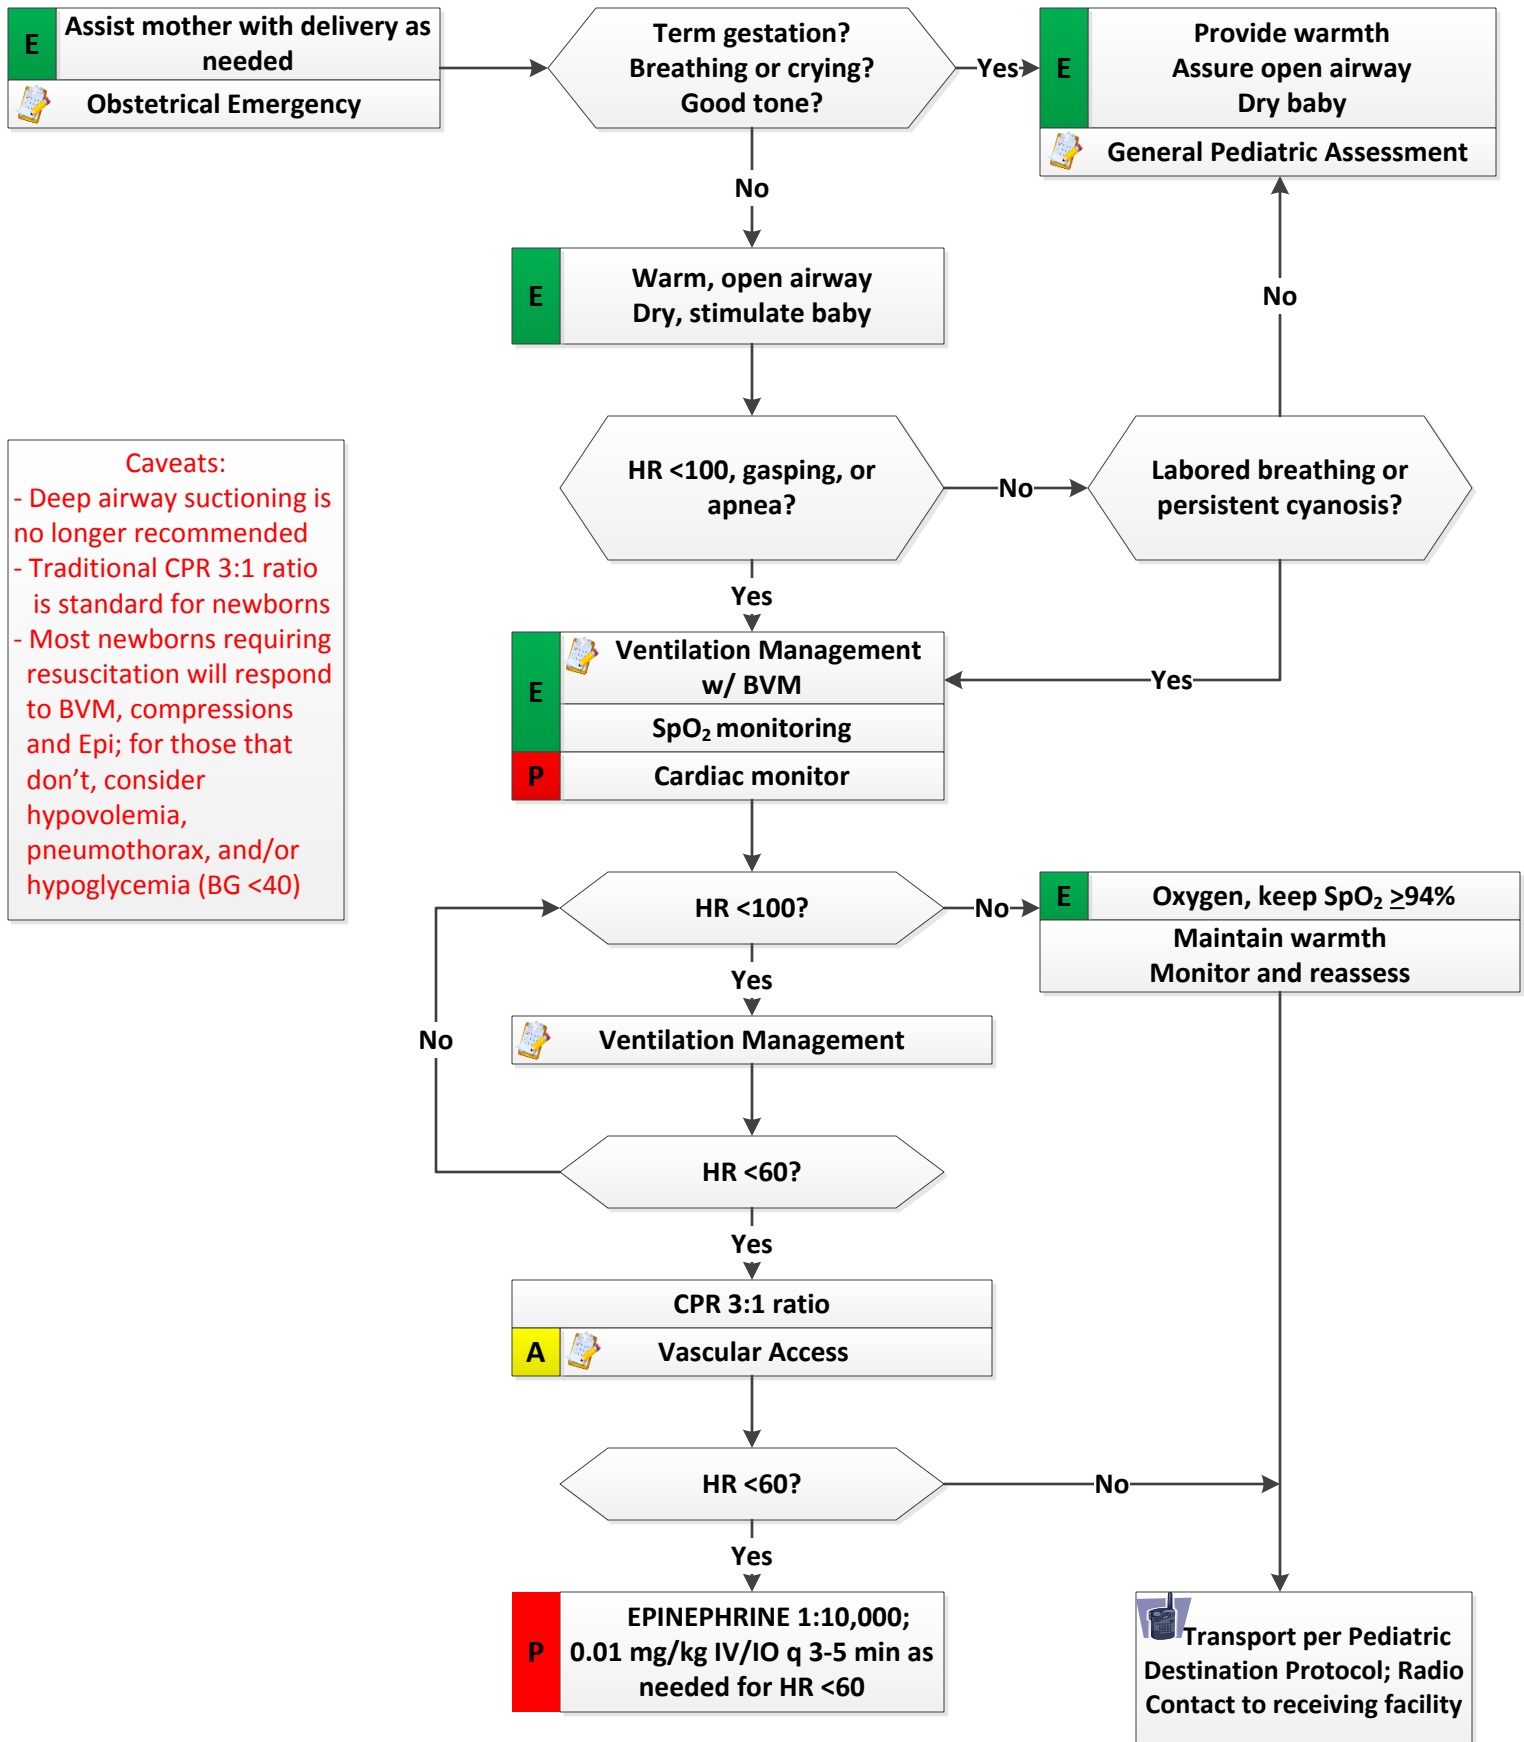 E
Assist mother with delivery as
needed
Obstetrical Emergency
Term gestation?
Breathing or crying?
Good tone?
Yes
E
Provide warmth
Assure open airway
Dry baby
General Pediatric Assessment
No
E
Warm, open airway
Dry, stimulate baby
No
HR <100, gasping, or
apnea?
No
Labored breathing or
persistent cyanosis?
Caveats:
- Deep airway suctioning is
no longer recommended
- Traditional CPR 3:1 ratio
is standard for newborns
- Most newborns requiring
resuscitation will respond
to BVM, compressions
and Epi; for those that
don’t, consider
hypovolemia,
pneumothorax, and/or
hypoglycemia (BG <40)
Yes
E
Ventilation Management
w/ BVM
Yes
SpO₂ monitoring
P
Cardiac monitor
HR <100?
No
E
Oxygen, keep SpO₂ ≥94%
Maintain warmth
Monitor and reassess
Yes
No
Ventilation Management
HR <60?
Yes
CPR 3:1 ratio
A
Vascular Access
HR <60?
No
Yes
P
EPINEPHRINE 1:10,000;
0.01 mg/kg IV/IO q 3-5 min as
needed for HR <60
Transport per Pediatric
Destination Protocol; Radio
Contact to receiving facility